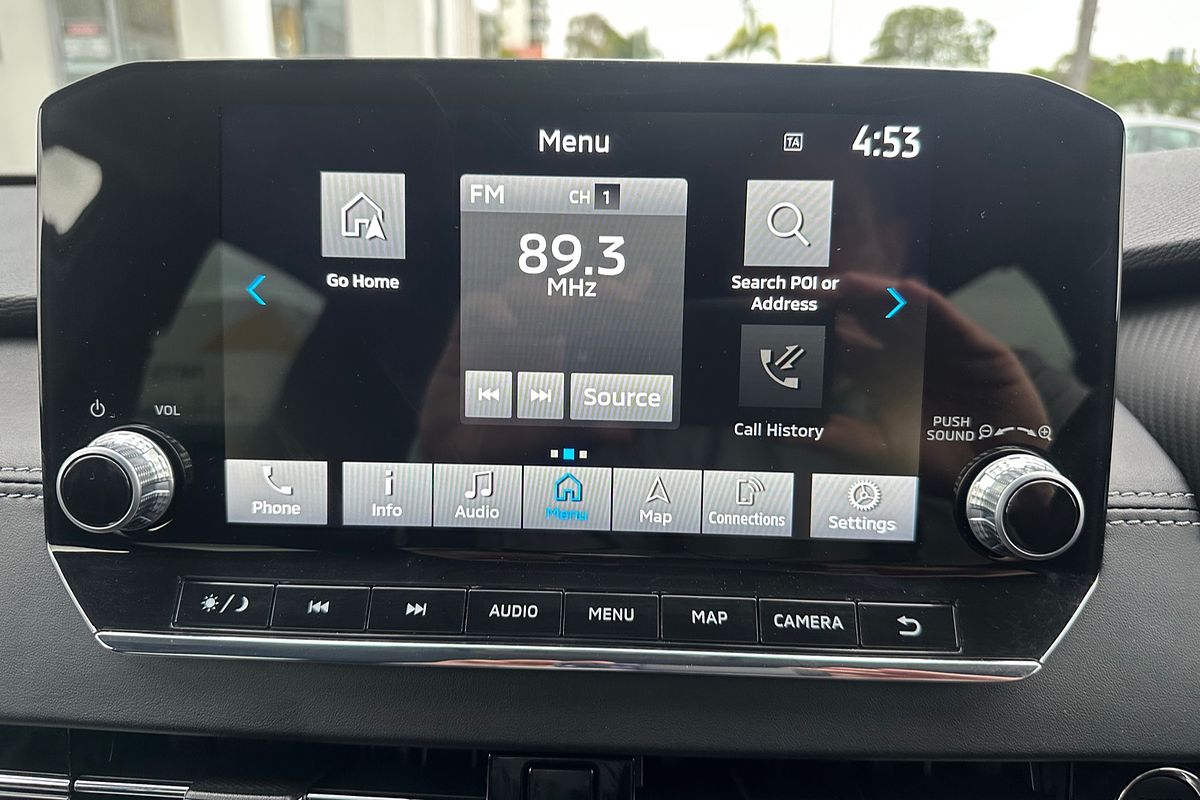 Menu
TA
4:53
FM
CH 1
89.3
MHz
Go Home
Search POI or
Address
Source
Call History
VOL
PUSH
SOUND
Phone
Info
Audio
Menu
Map
Connections
Settings
AUDIO
MENU
MAP
CAMERA